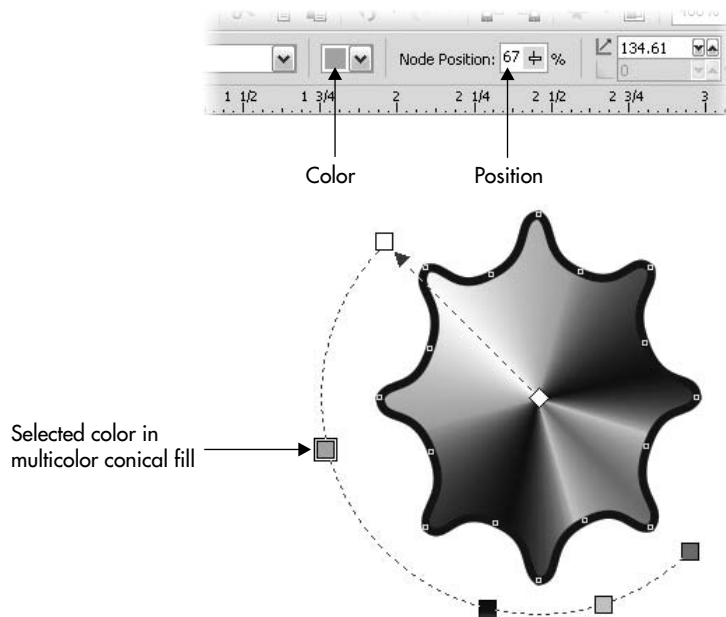 100%
Node Position: 67 %
134.61
0
1 1/2 1 3/4 2 2 1/4 2 1/2 2 3/4 3
Color
Position
Selected color in
multicolor conical fill